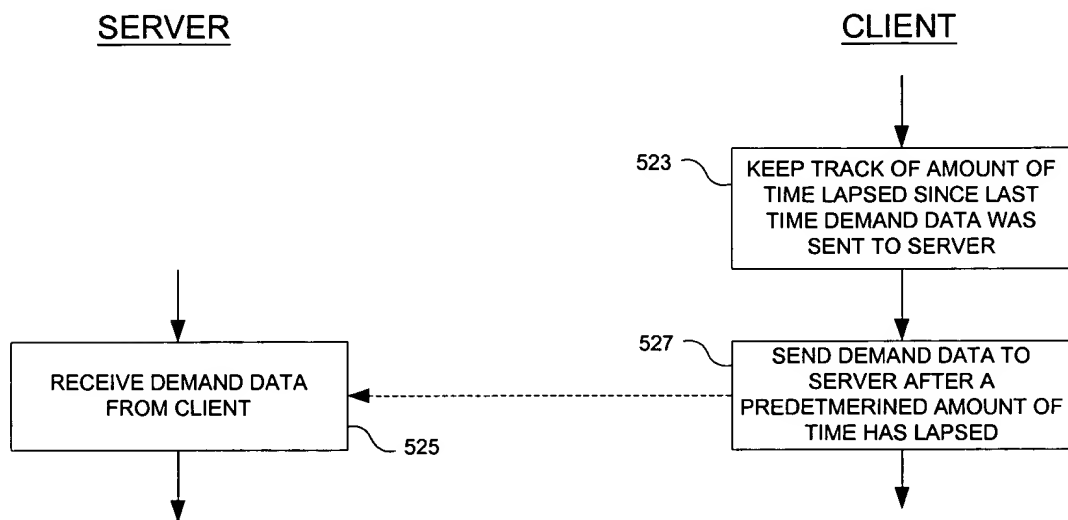 SERVER
CLIENT
523
KEEP TRACK OF AMOUNT OF
TIME LAPSED SINCE LAST
TIME DEMAND DATA WAS
SENT TO SERVER
527
SEND DEMAND DATA TO
SERVER AFTER A
PREDETMERINED AMOUNT OF
TIME HAS LAPSED
RECEIVE DEMAND DATA
FROM CLIENT
525